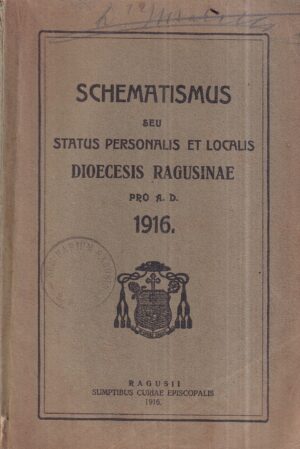 SCHEMATISMUS
SEU
STATUS PERSONALIS ET LOCALIS
DIOECESIS RAGUSINAE
PRO A. D.
1916.
RAGUSII
SUMPTIBUS CURIAE EPISCOPALIS
1916.